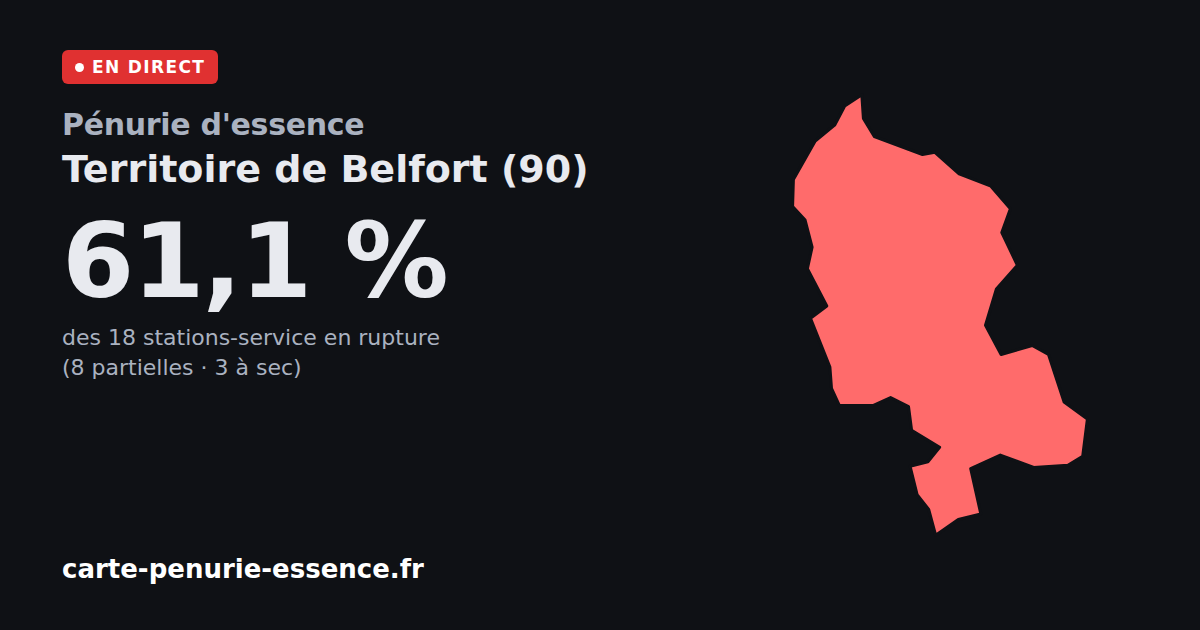 EN DIRECT
Pénurie d'essence
Territoire de Belfort (90)
61,1 %
des 18 stations-service en rupture
(8 partielles · 3 à sec)
carte-penurie-essence.fr